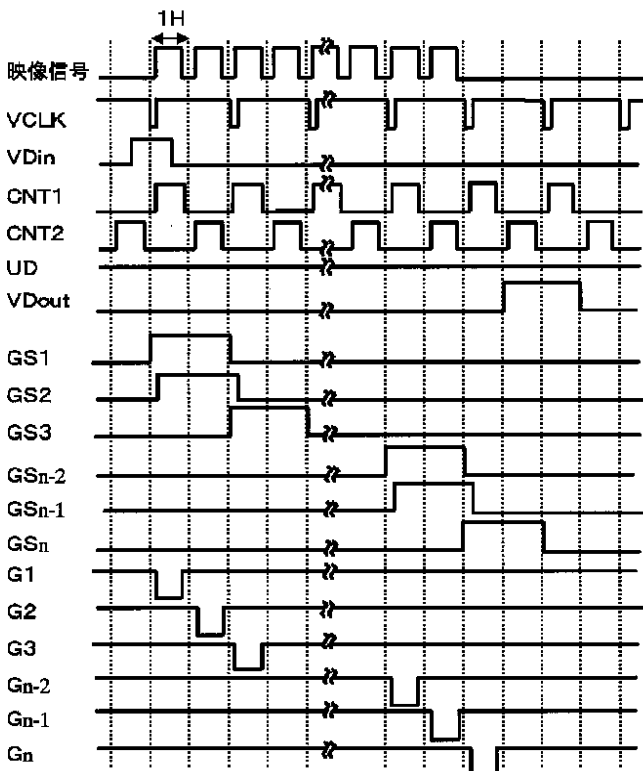 1H
映像信号
VCLK
VDin
CNT1
CNT2
UD
VDout
GS1
GS2
GS3
GSn-2
GSn-1
GSn
G1
G2
G3
Gn-2
Gn-1
Gn